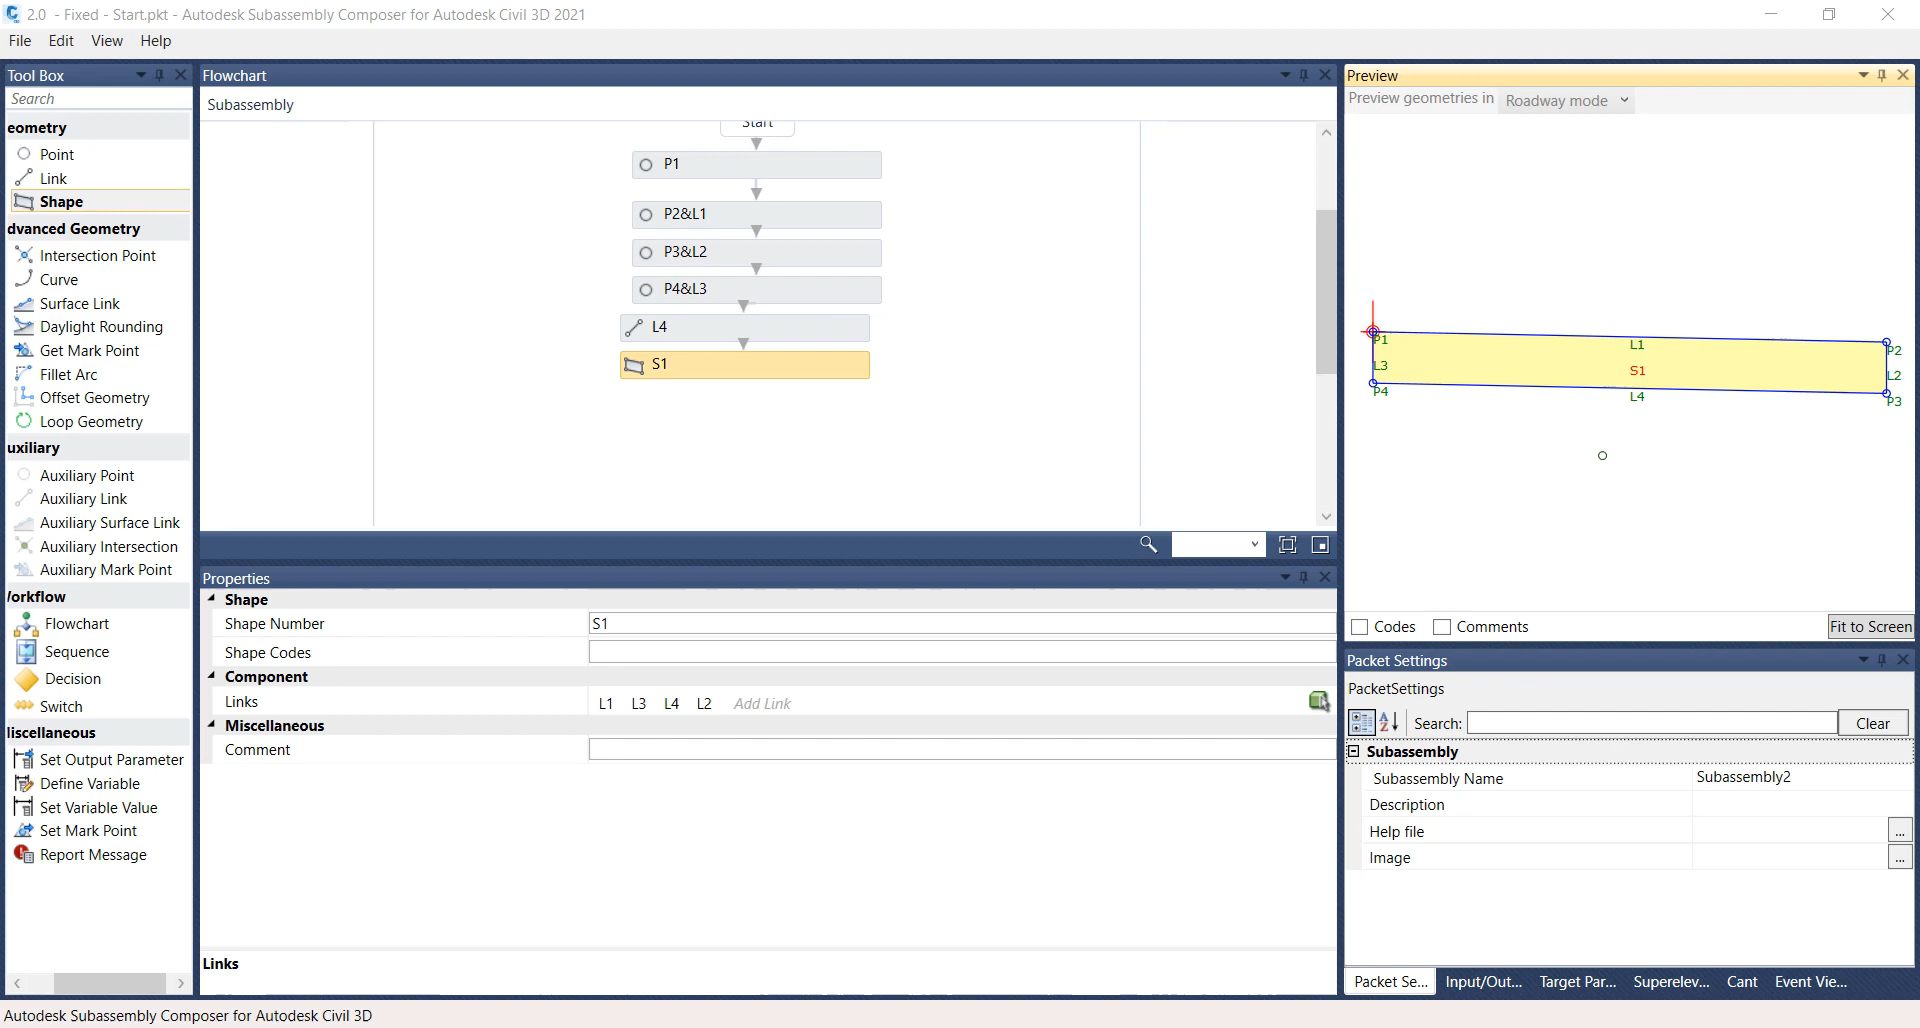 2.0 - Fixed - Start.pkt - Autodesk Subassembly Composer for Autodesk Civil 3D 2021
File Edit View Help
Tool Box
Search
eometry
Point
Link
Shape
dvanced Geometry
Intersection Point
Curve
Surface Link
Daylight Rounding
Get Mark Point
Fillet Arc
Offset Geometry
Loop Geometry
uxiliary
Auxiliary Point
Auxiliary Link
Auxiliary Surface Link
Auxiliary Intersection
Auxiliary Mark Point
/orkflow
Flowchart
Sequence
Decision
Switch
liscellaneous
Set Output Parameter
Define Variable
Set Variable Value
Set Mark Point
Report Message
Flowchart
Subassembly
Start
P1
P2&L1
P3&L2
P4&L3
L4
S1
Properties
Shape
Shape Number S1
Shape Codes
Component
Links L1 L3 L4 L2 Add Link
Miscellaneous
Comment
Links
Preview
Preview geometries in Roadway mode
P1 L1 P2
L3 S1 L2
P4 L4 P3
Codes Comments Fit to Screen
Packet Settings
PacketSettings
Search: Clear
Subassembly
Subassembly Name Subassembly2
Description
Help file ...
Image ...
Packet Se... Input/Out... Target Par... Superelev... Cant Event Vie...
Autodesk Subassembly Composer for Autodesk Civil 3D